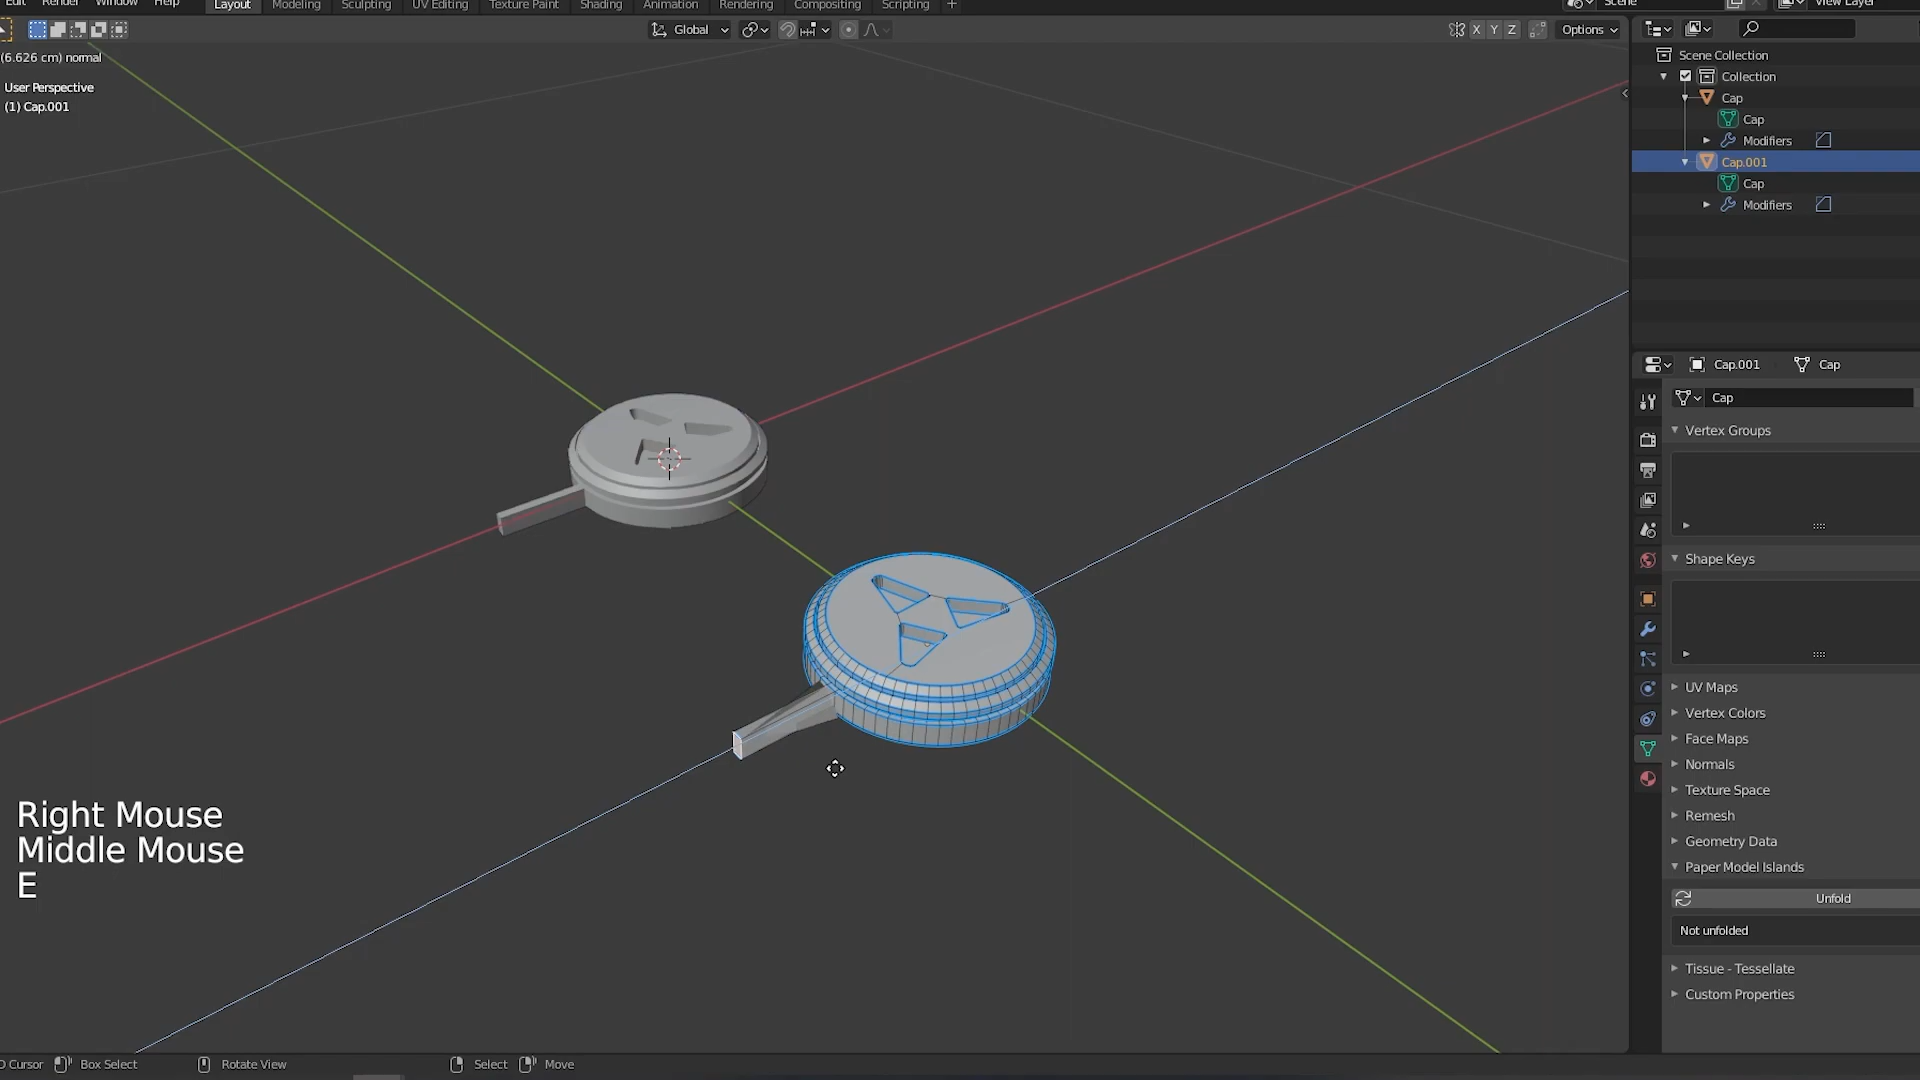 Edit Render Window Help Layout Modeling Sculpting UV Editing Texture Paint Shading Animation Rendering Compositing Scripting + Scene View Layer
Global X Y Z Options
(6.626 cm) normal
User Perspective
(1) Cap.001
Scene Collection
Collection
Cap
Cap
Modifiers
Cap.001
Cap
Modifiers
Cap.001 Cap
Cap
Vertex Groups
Shape Keys
UV Maps
Vertex Colors
Face Maps
Normals
Texture Space
Remesh
Geometry Data
Paper Model Islands
Unfold
Not unfolded
Tissue - Tessellate
Custom Properties
Right Mouse
Middle Mouse
E
Cursor Box Select Rotate View Select Move